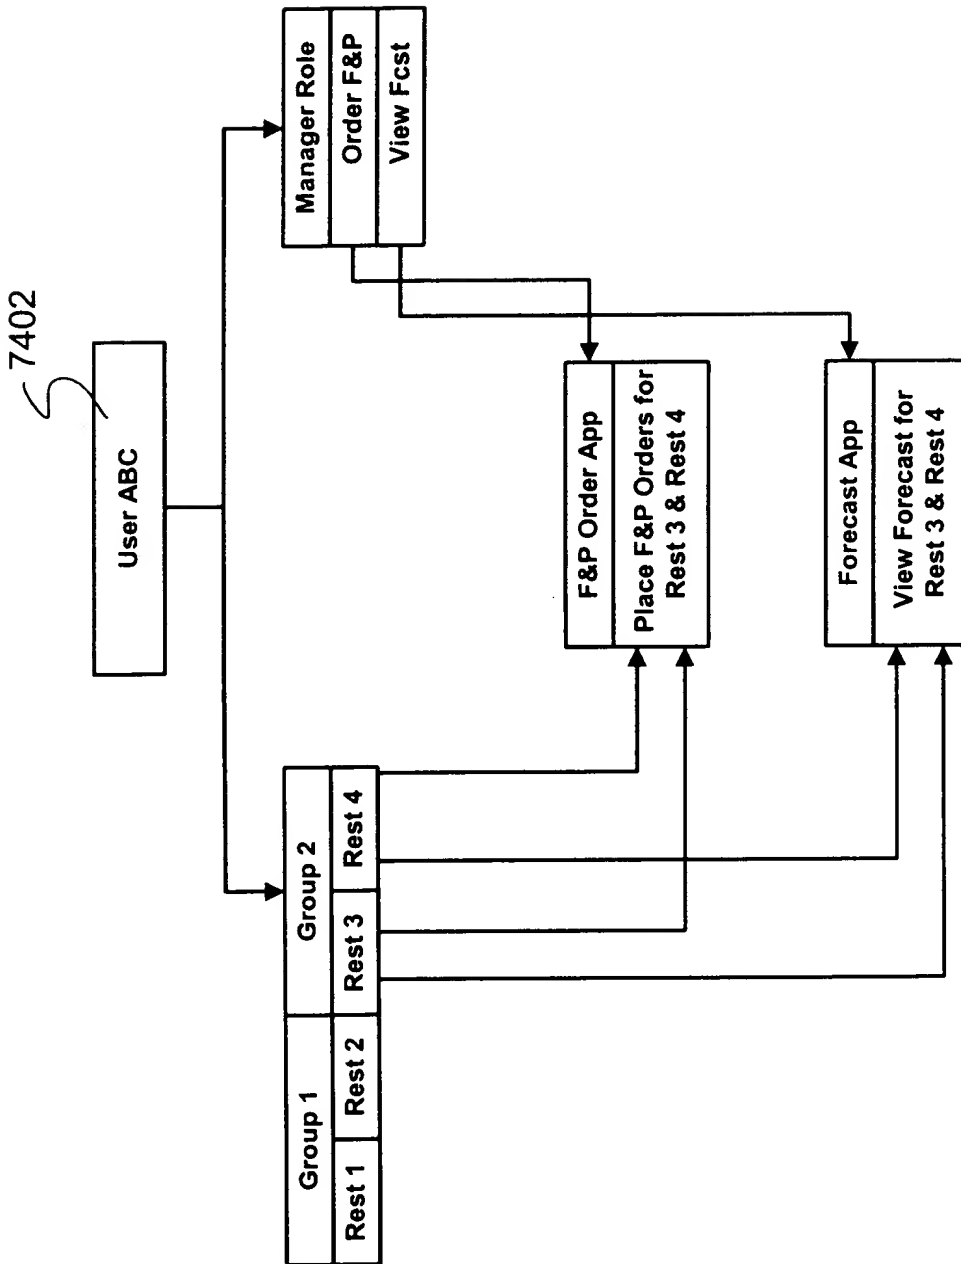 7402
User ABC
Group 1
Group 2
Rest 1
Rest 2
Rest 3
Rest 4
Manager Role
Order F&P
View Fcst
F&P Order App
Place F&P Orders for
Rest 3 & Rest 4
Forecast App
View Forecast for
Rest 3 & Rest 4